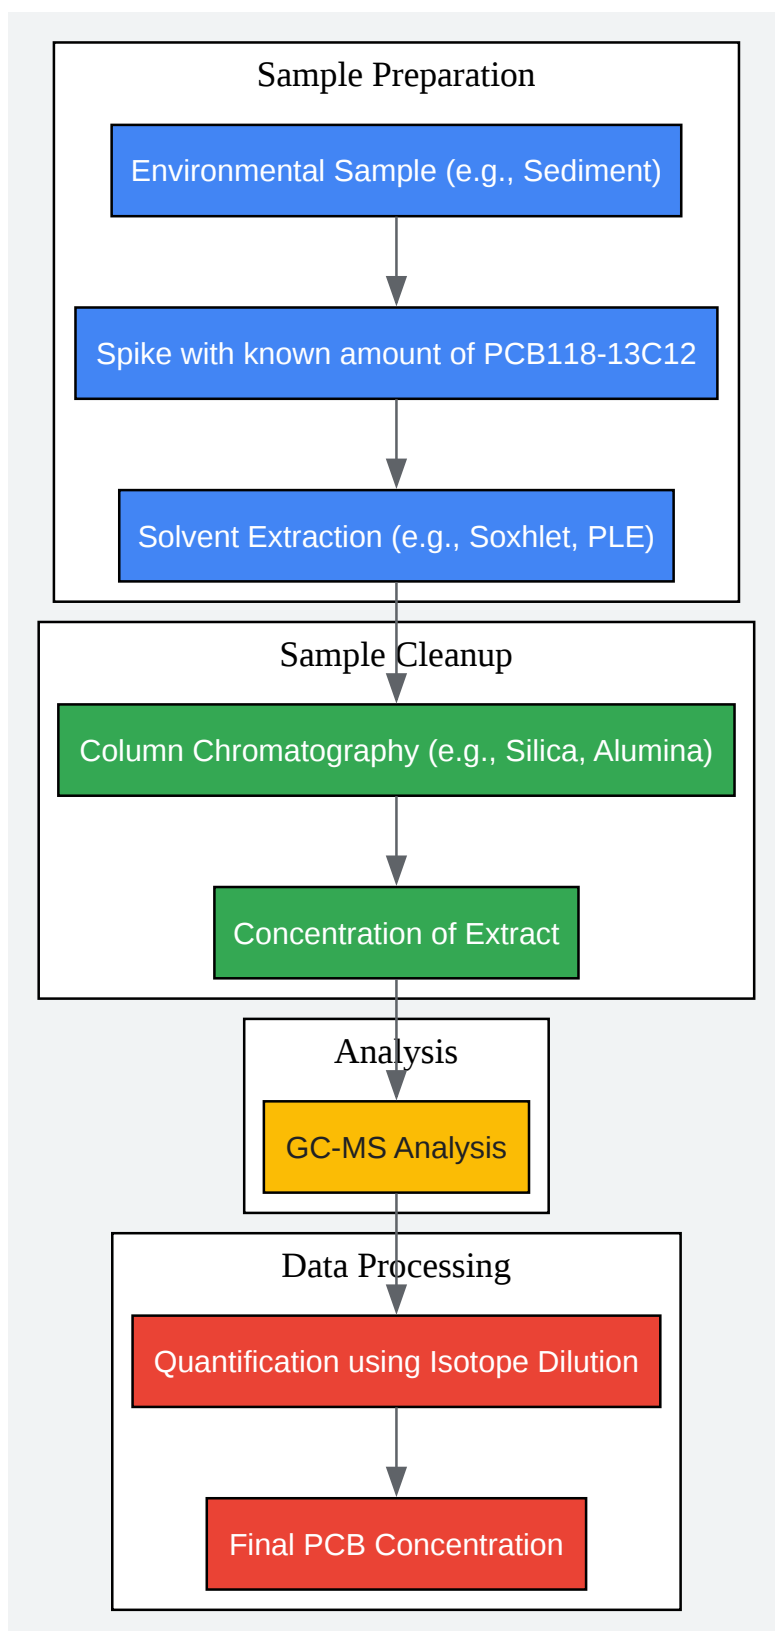 Sample Preparation
Environmental Sample (e.g., Sediment)
Spike with known amount of PCB118-13C12
Solvent Extraction (e.g., Soxhlet, PLE)
Sample Cleanup
Column Chromatography (e.g., Silica, Alumina)
Concentration of Extract
Analysis
GC-MS Analysis
Data Processing
Quantification using Isotope Dilution
Final PCB Concentration